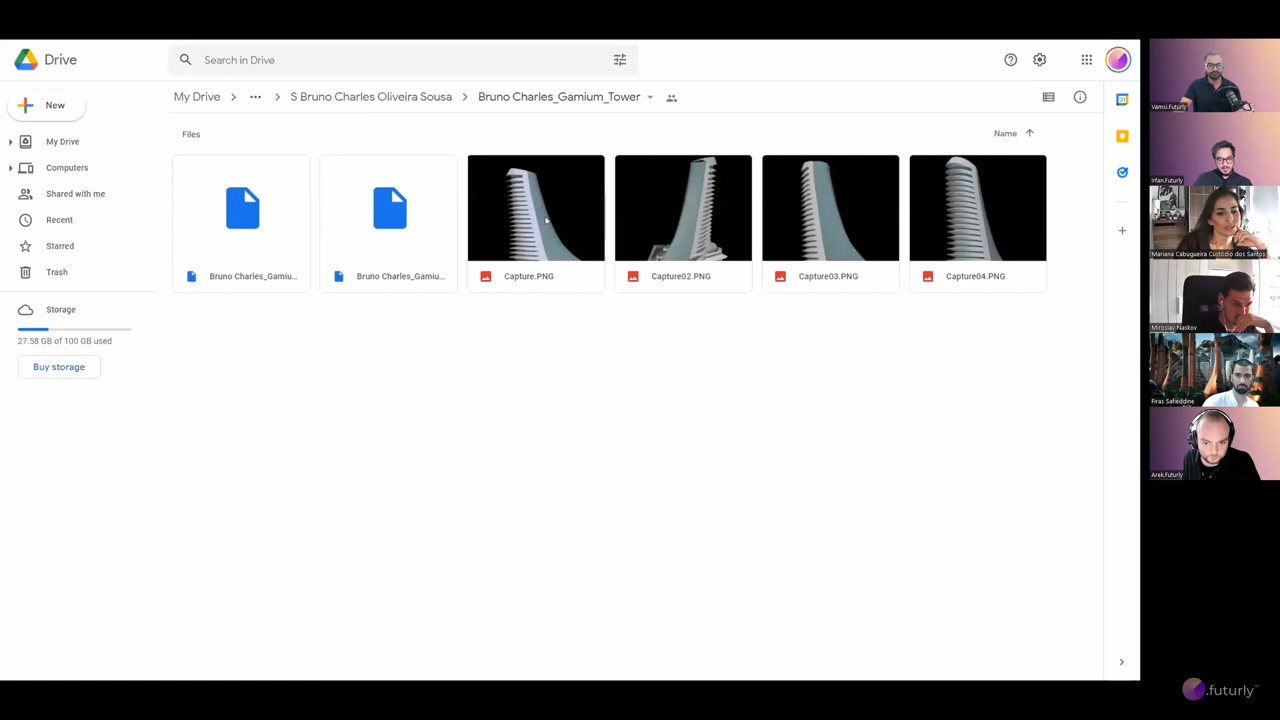 Drive
Search in Drive
New
My Drive
S Bruno Charles Oliveira Sousa
Bruno Charles_Gamium_Tower
My Drive
Computers
Shared with me
Recent
Starred
Trash
Storage
27.58 GB of 100 GB used
Buy storage
Files
Name
Bruno Charles_Gamiu...
Bruno Charles_Gamiu...
Capture.PNG
Capture02.PNG
Capture03.PNG
Capture04.PNG
Vamsi.Futurly
Irfan.Futurly
Mariana Cabugueira Custódio dos Santos
Miroslav Naskov
Firas Safieddine
Arek.Futurly
.futurly™